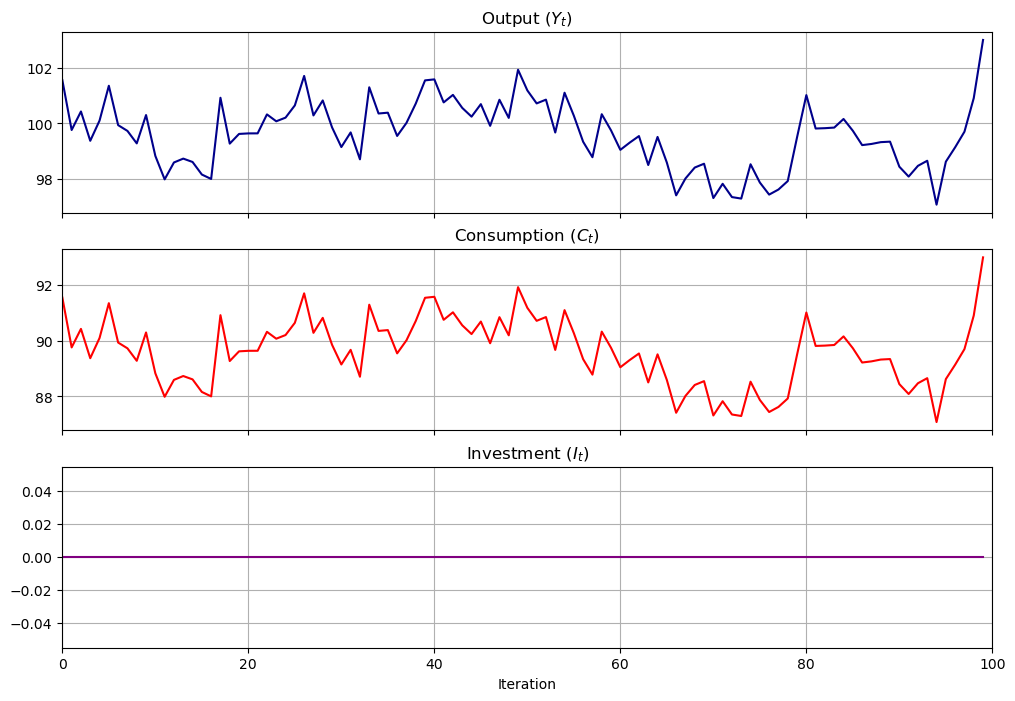 Output (Y_t)
102
100
98
Consumption (C_t)
92
90
88
Investment (I_t)
0.04
0.02
0.00
−0.02
−0.04
0 20 40 60 80 100
Iteration